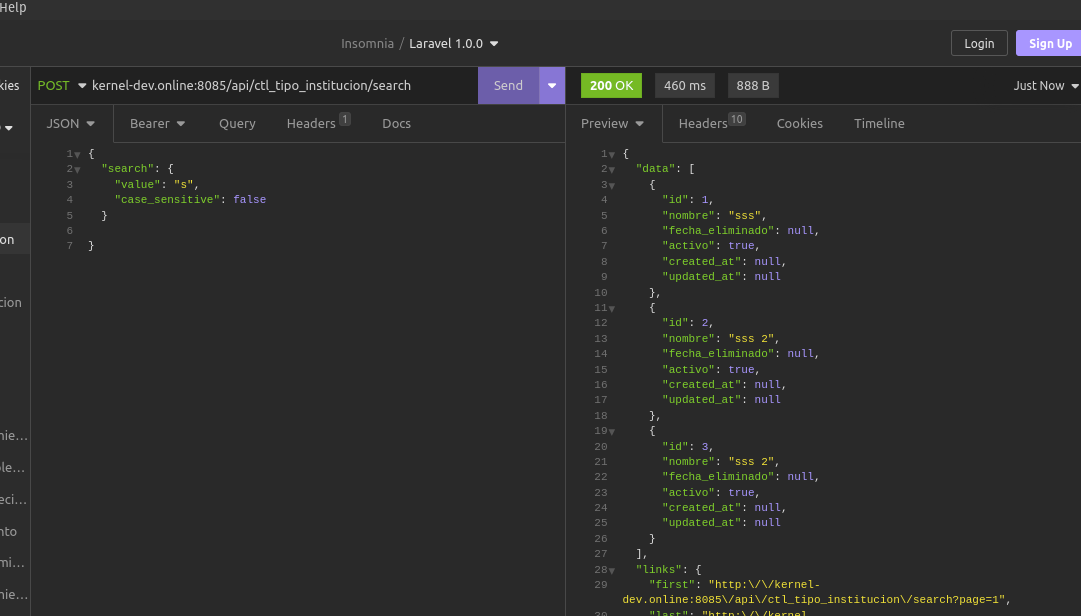 Help
Insomnia / Laravel 1.0.0
Login
Sign Up
kies
POST kernel-dev.online:8085/api/ctl_tipo_institucion/search
Send
200 OK
460 ms
888 B
Just Now
JSON
Bearer
Query
Headers 1
Docs
Preview
Headers 10
Cookies
Timeline
on
cion
nie...
ble...
eci...
nto
mi...
nie...
1 {
2 "search": {
3 "value": "s",
4 "case_sensitive": false
5 }
6
7 }
1 {
2 "data": [
3 {
4 "id": 1,
5 "nombre": "sss",
6 "fecha_eliminado": null,
7 "activo": true,
8 "created_at": null,
9 "updated_at": null
10 },
11 {
12 "id": 2,
13 "nombre": "sss 2",
14 "fecha_eliminado": null,
15 "activo": true,
16 "created_at": null,
17 "updated_at": null
18 },
19 {
20 "id": 3,
21 "nombre": "sss 2",
22 "fecha_eliminado": null,
23 "activo": true,
24 "created_at": null,
25 "updated_at": null
26 }
27 ],
28 "links": {
29 "first": "http:\/\/kernel-
dev.online:8085\/api\/ctl_tipo_institucion\/search?page=1",
30 "last": "http:\/\/kernel-